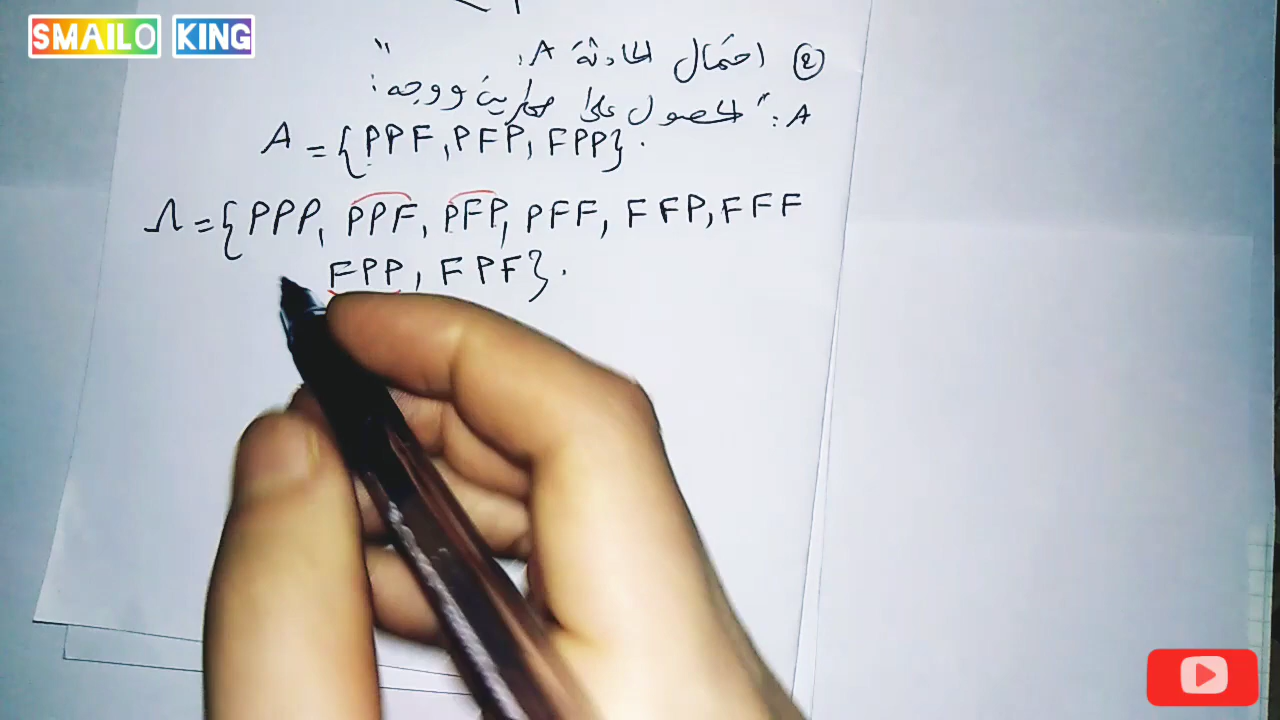 SMAILO KING
② احتمال الحادثة A:
A: "الحصول على ظهرين ووجه":
A = {PPF, PFP, FPP}.
Ω = {PPP, PPF, PFP, PFF, FFP, FFF
FPP, FPF}.